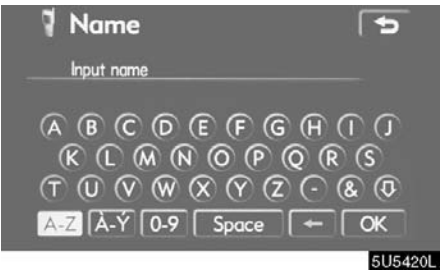 Name
Input name
A B C D E F G H I J
K L M N O P Q R S
T U V W X Y Z - &
A-Z À-Ý 0-9 Space ← OK
5U5420L